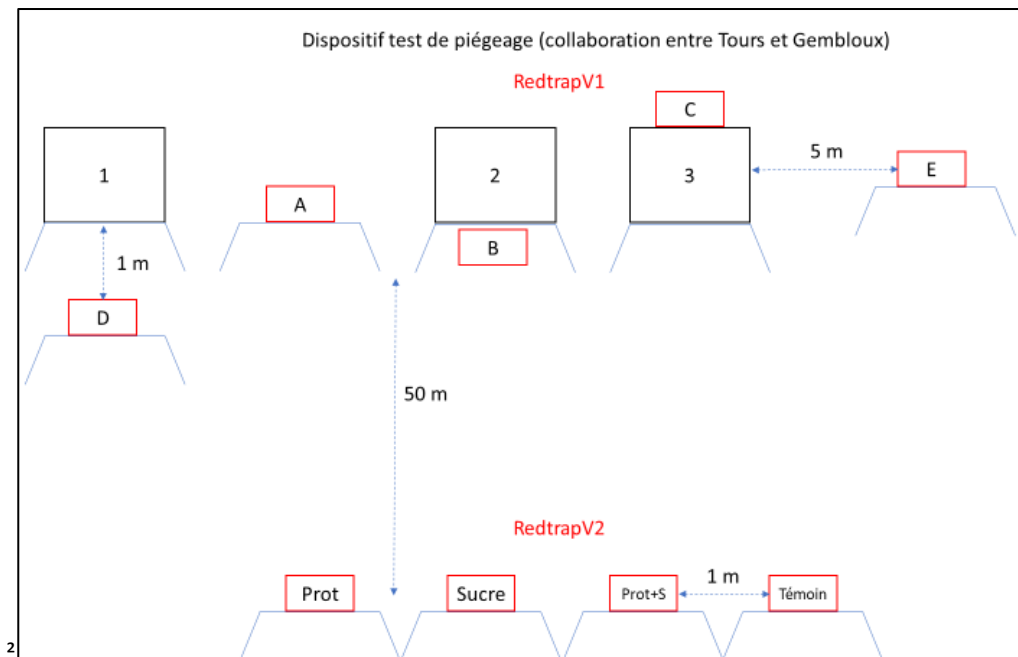 Dispositif test de piégeage (collaboration entre Tours et Gembloux)
RedtrapV1
C
1
2
3
5 m
E
A
B
1 m
D
50 m
RedtrapV2
1 m
Prot
Sucre
Prot+S
Témoin
2